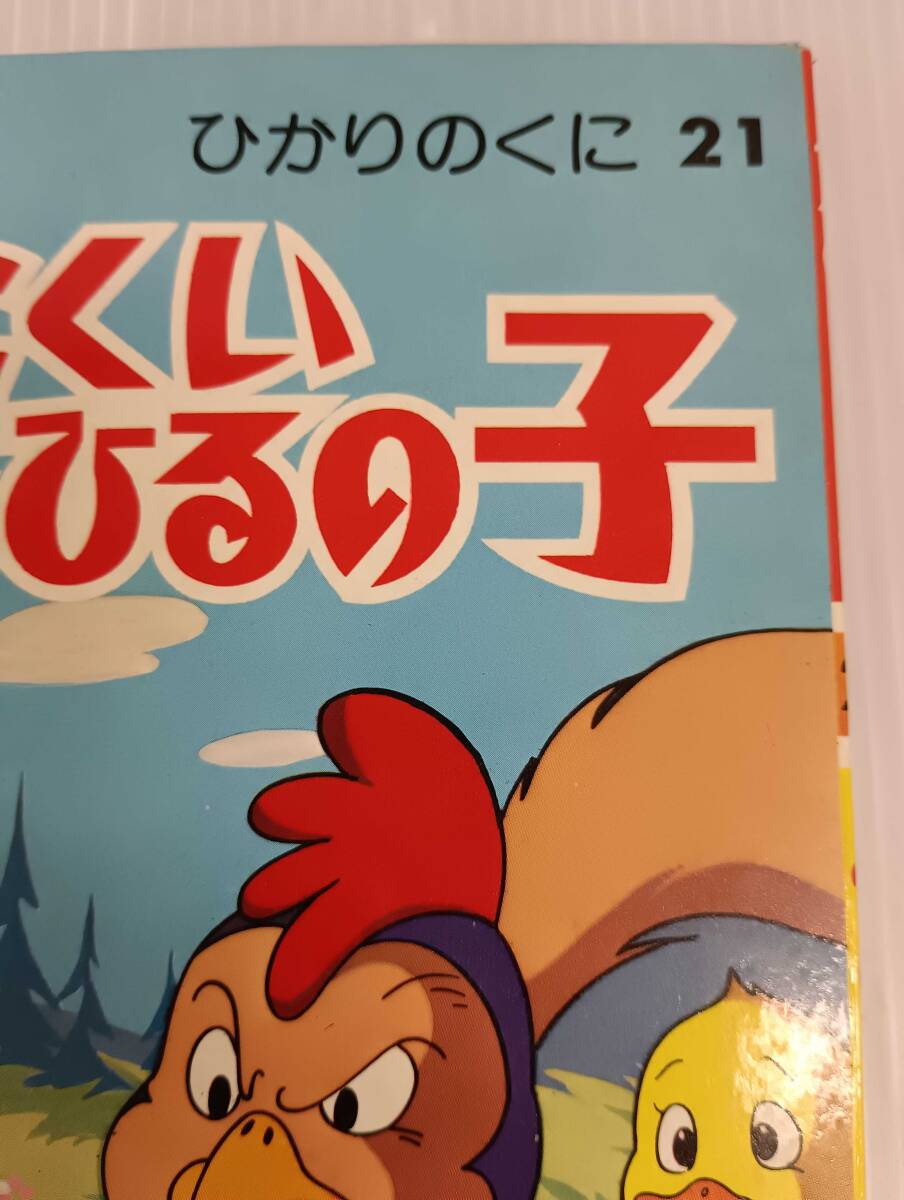 ひかりのくに 21
くい
ひるの子